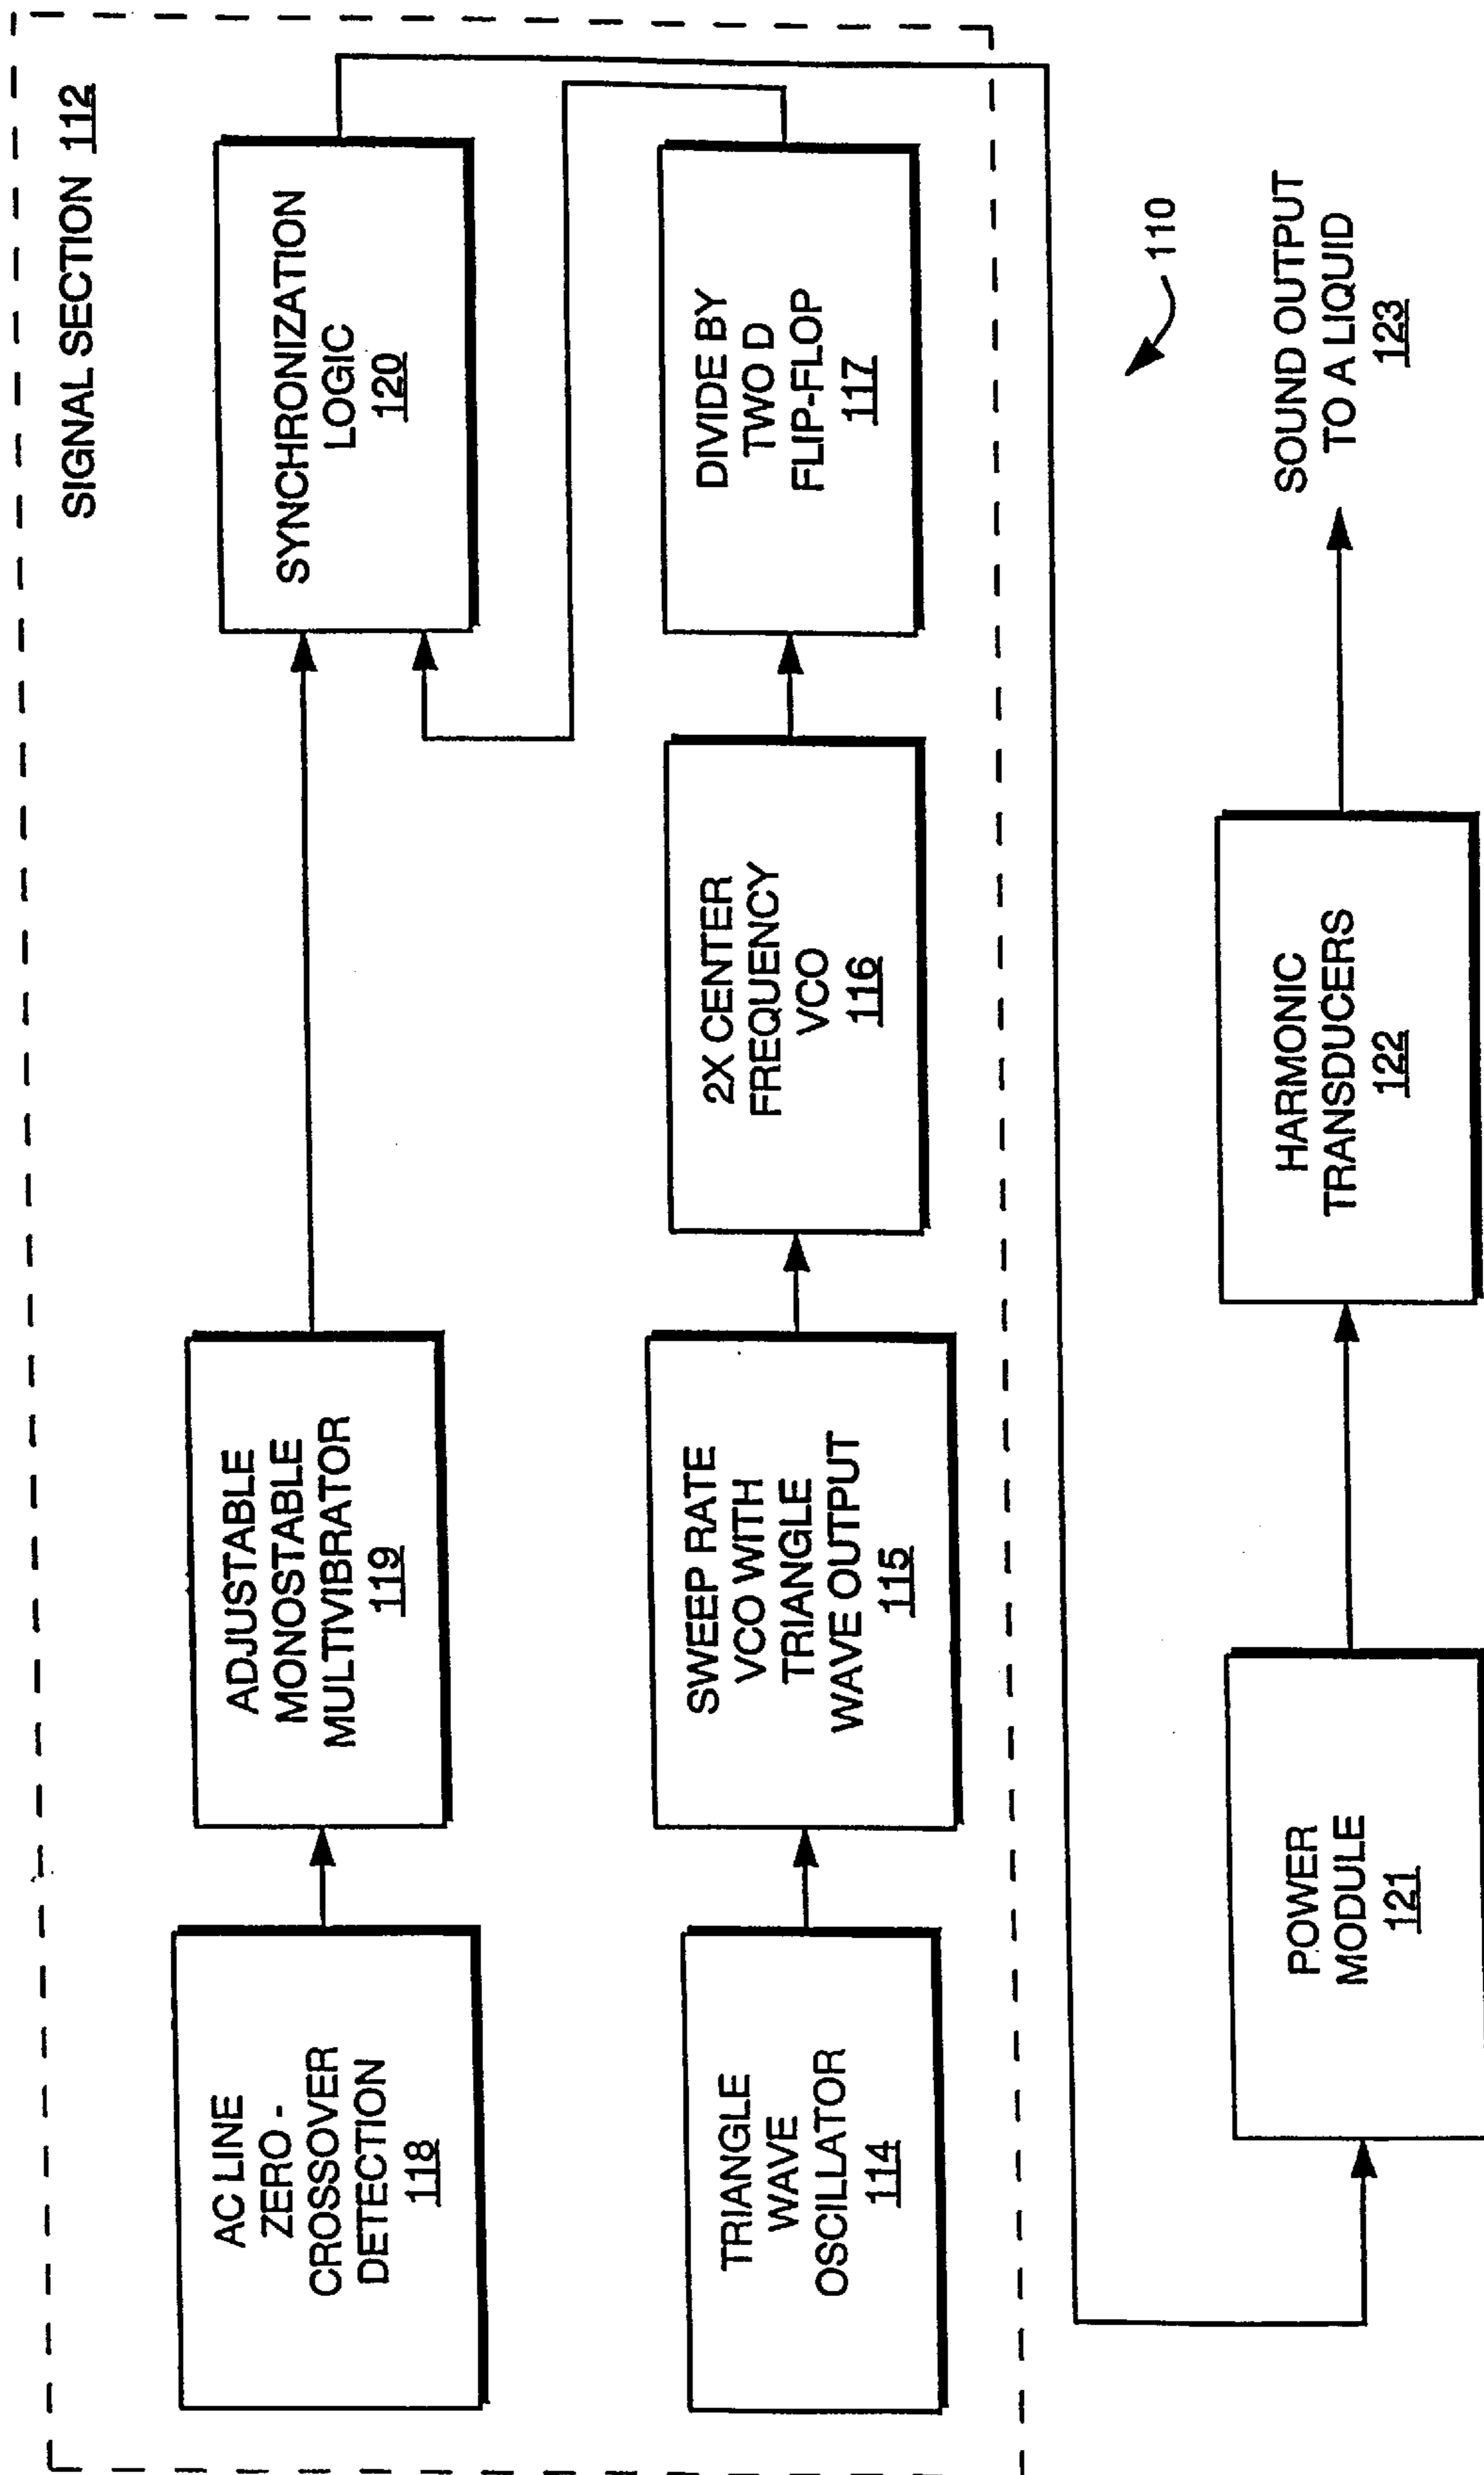 SIGNAL SECTION 112
AC LINE
ZERO -
CROSSOVER
DETECTION
118
ADJUSTABLE
MONOSTABLE
MULTIVIBRATOR
119
SYNCHRONIZATION
LOGIC
120
TRIANGLE
WAVE
OSCILLATOR
114
SWEEP RATE
VCO WITH
TRIANGLE
WAVE OUTPUT
115
2X CENTER
FREQUENCY
VCO
116
DIVIDE BY
TWO D
FLIP-FLOP
117
110
POWER
MODULE
121
HARMONIC
TRANSDUCERS
122
SOUND OUTPUT
TO A LIQUID
123